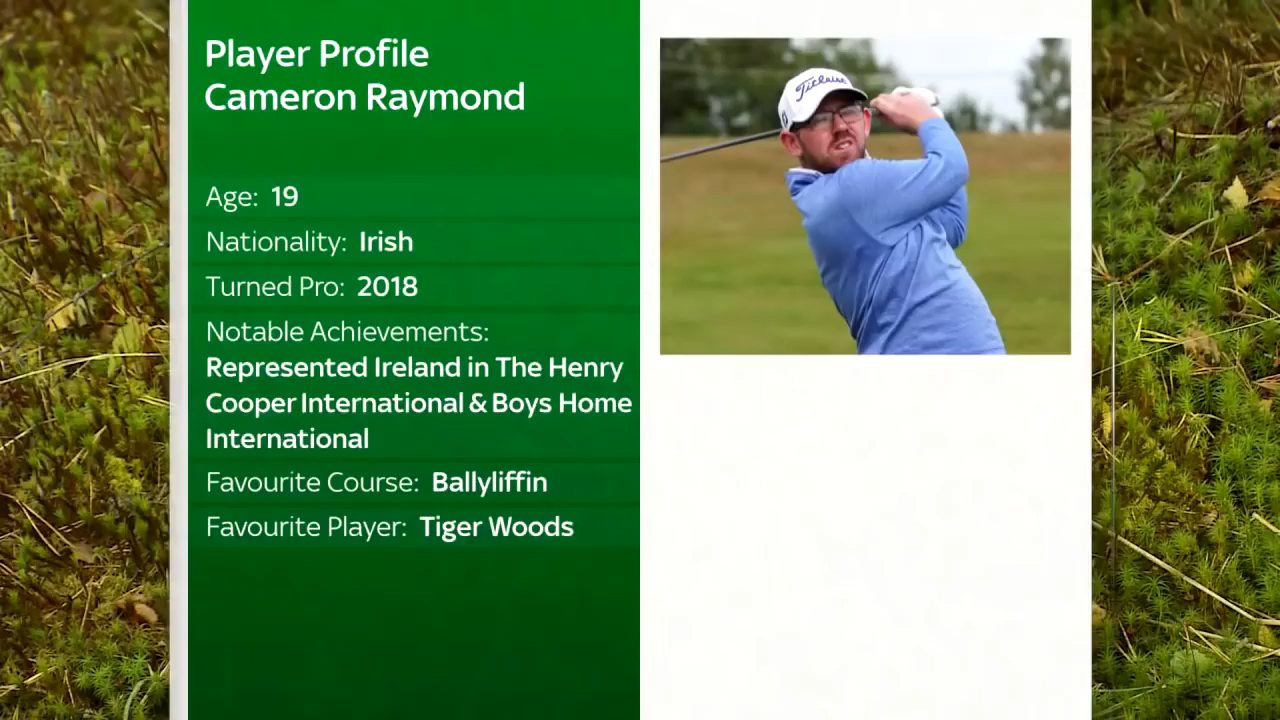 Player Profile
Cameron Raymond
Age: 19
Nationality: Irish
Turned Pro: 2018
Notable Achievements:
Represented Ireland in The Henry
Cooper International & Boys Home
International
Favourite Course: Ballyliffin
Favourite Player: Tiger Woods
Titleist